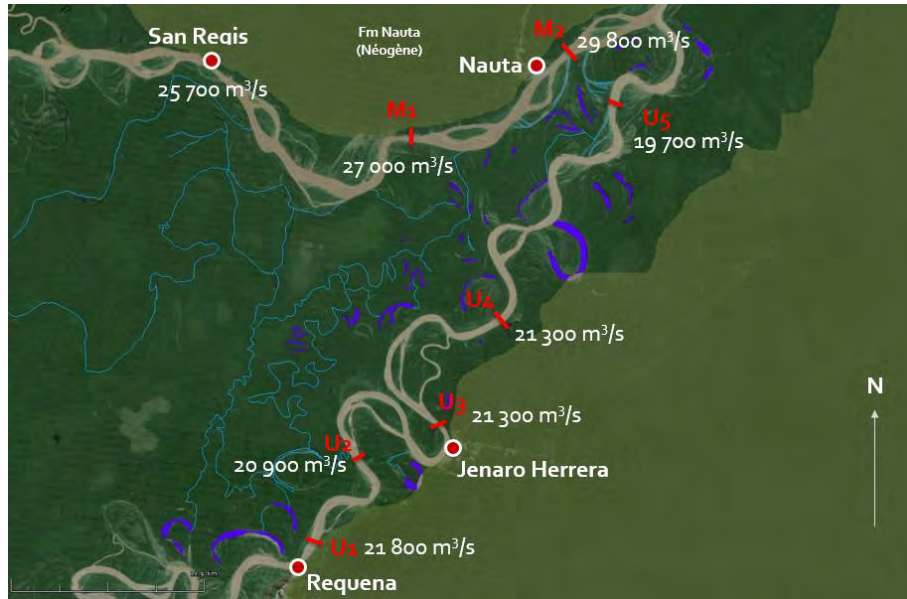 San Regis
Fm Nauta
(Néogène)
M2
29 800 m³/s
Nauta
25 700 m³/s
M1
U5
27 000 m³/s
19 700 m³/s
U4
21 300 m³/s
N
U3
21 300 m³/s
U2
20 900 m³/s
Jenaro Herrera
U1 21 800 m³/s
Requena